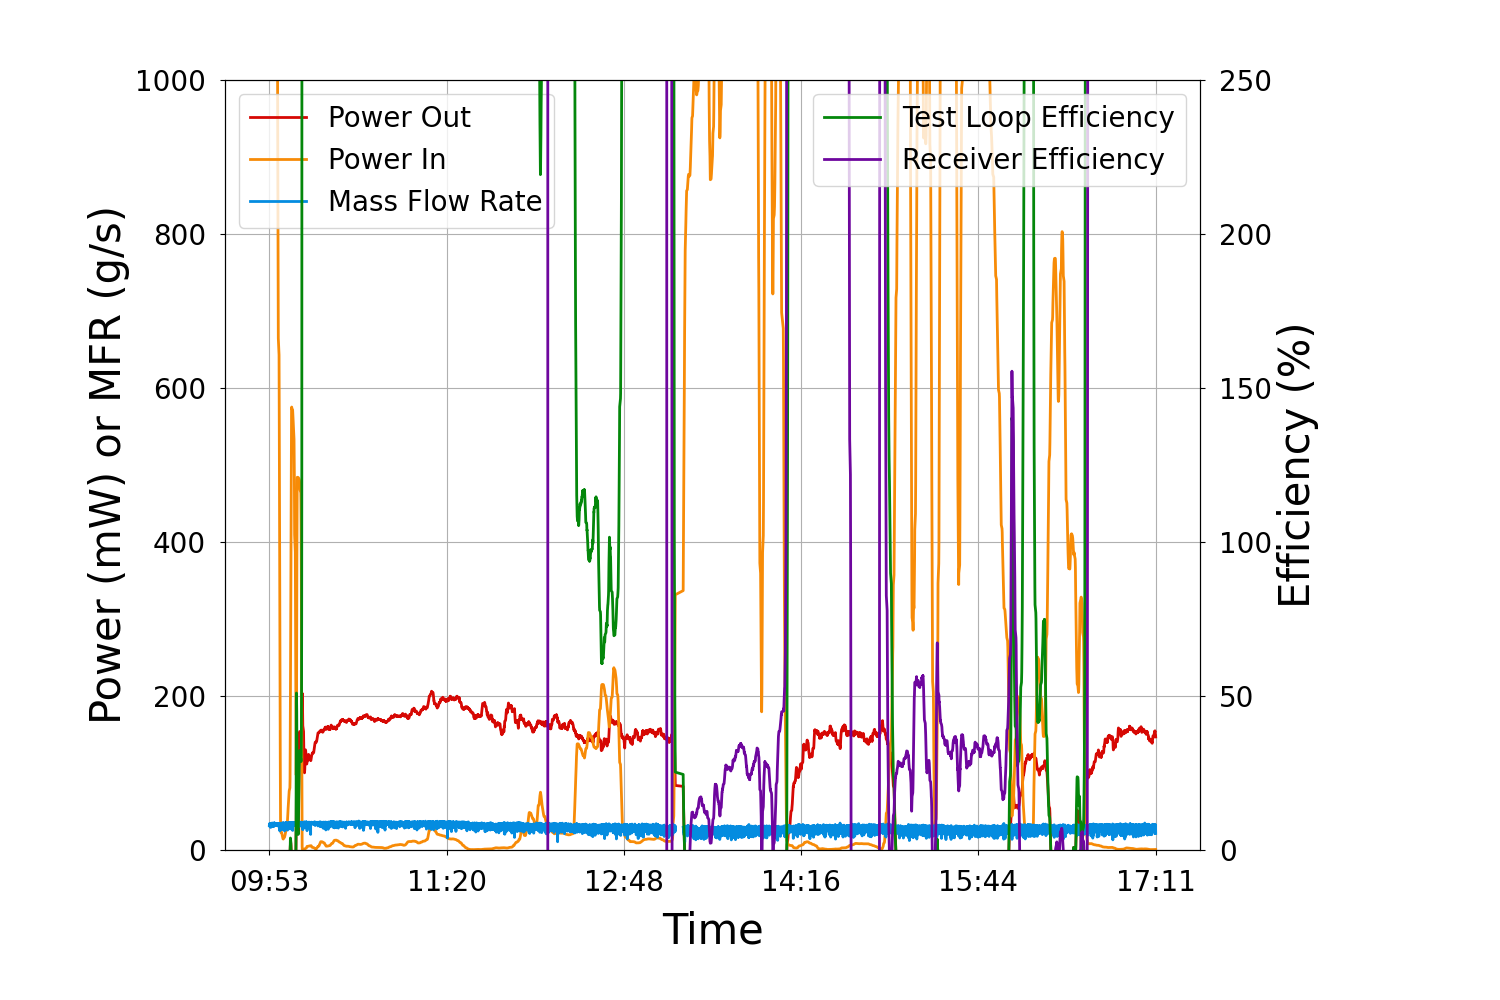 1000
800
600
400
200
0
Power (mW) or MFR (g/s)
Power Out
Power In
Mass Flow Rate
Test Loop Efficiency
Receiver Efficiency
250
200
150
100
50
0
Efficiency (%)
09:53 11:20 12:48 14:16 15:44 17:11
Time